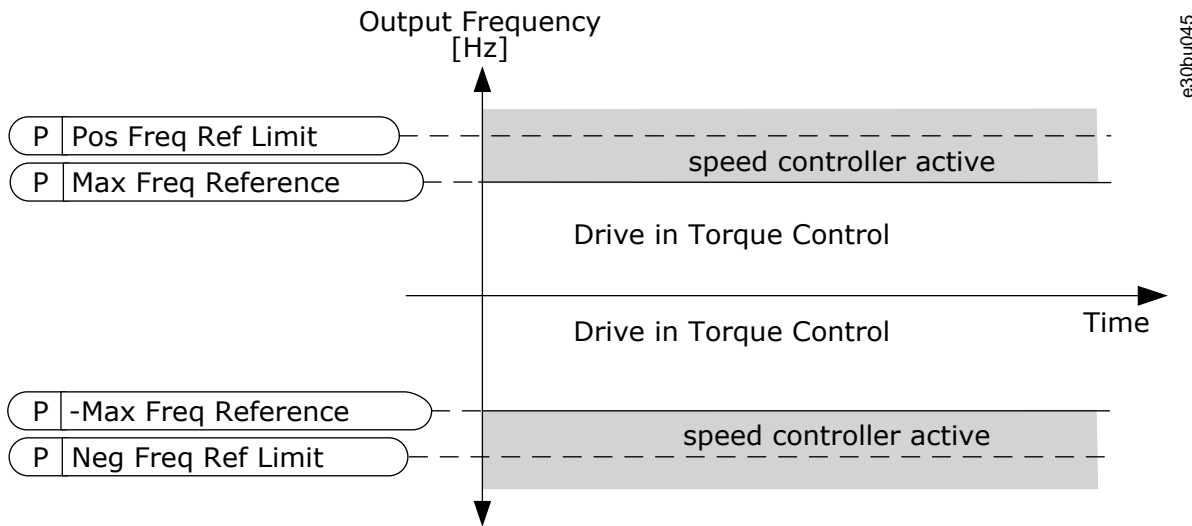 Output Frequency
[Hz]
e30bu045
P Pos Freq Ref Limit
speed controller active
P Max Freq Reference
Drive in Torque Control
Time
Drive in Torque Control
P -Max Freq Reference
speed controller active
P Neg Freq Ref Limit